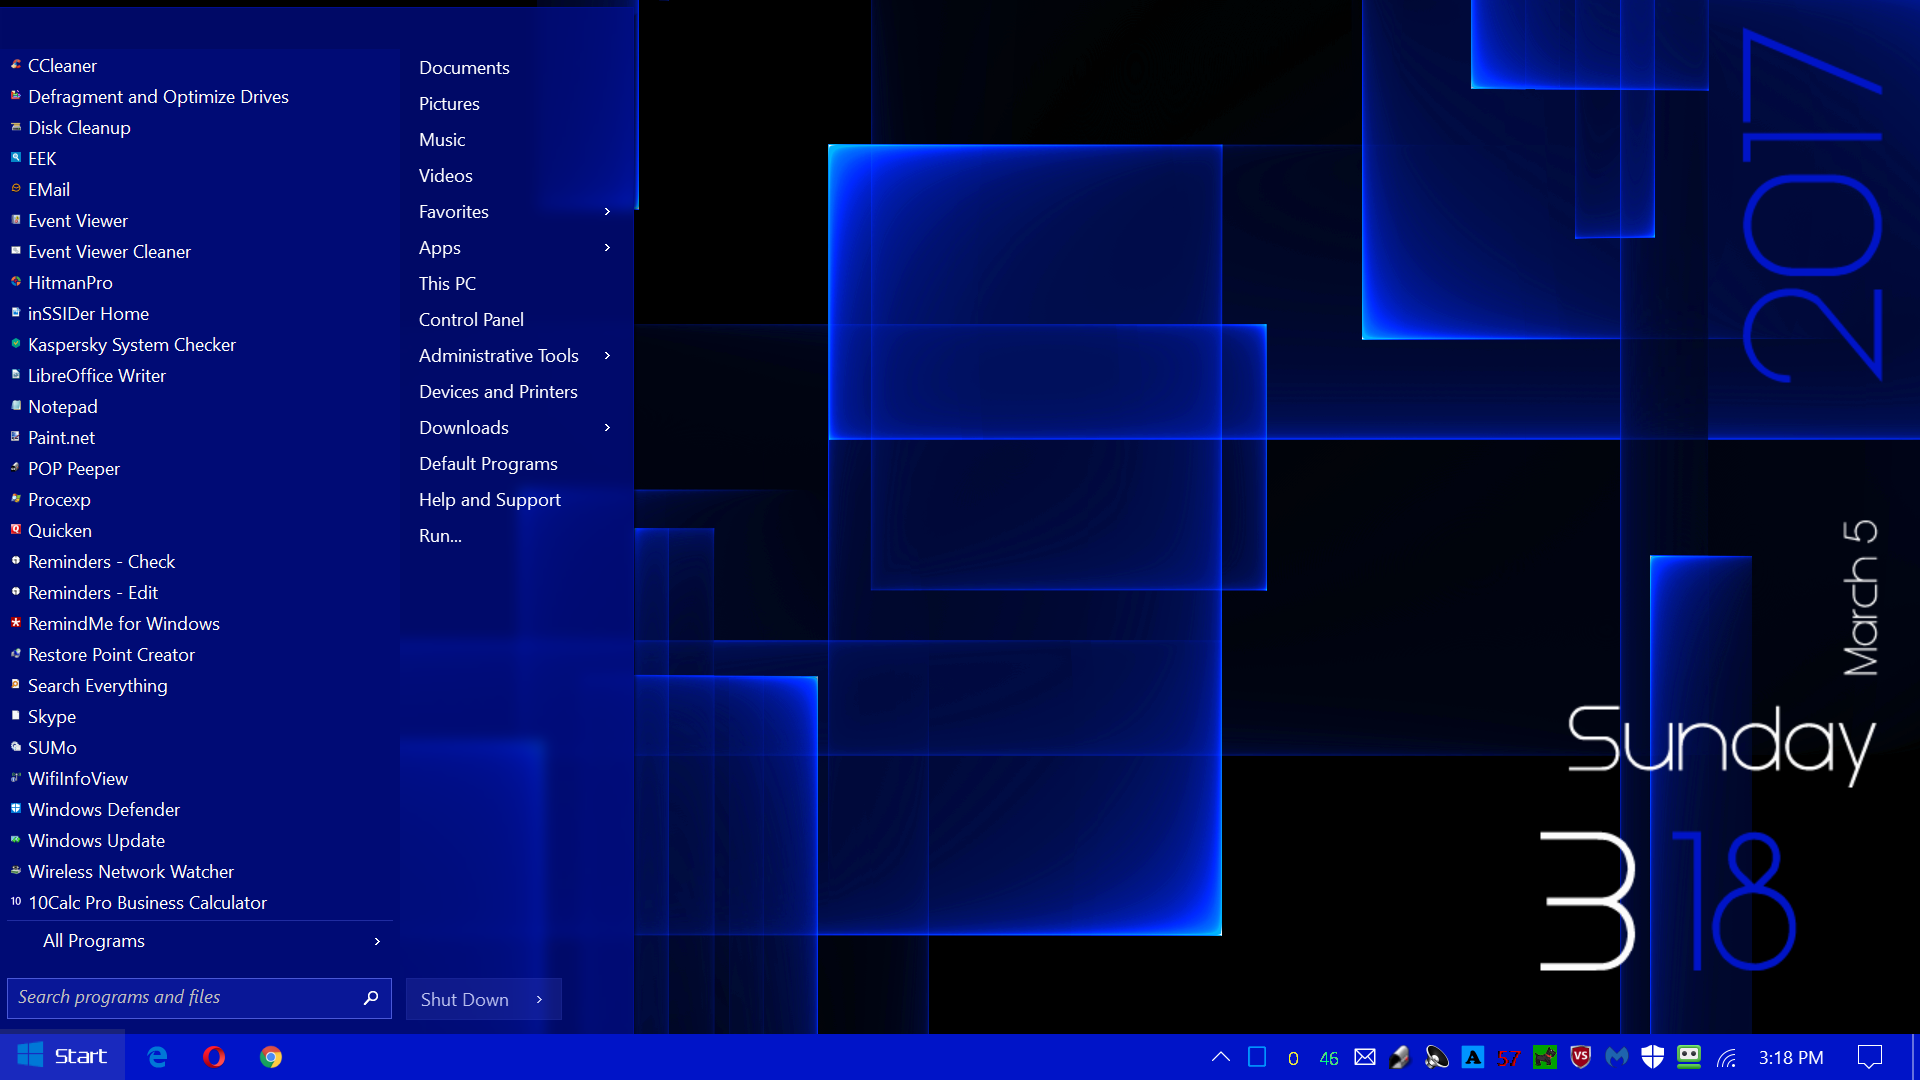 CCleaner
Defragment and Optimize Drives
Disk Cleanup
EEK
EMail
Event Viewer
Event Viewer Cleaner
HitmanPro
inSSIDer Home
Kaspersky System Checker
LibreOffice Writer
Notepad
Paint.net
POP Peeper
Procexp
Quicken
Reminders - Check
Reminders - Edit
RemindMe for Windows
Restore Point Creator
Search Everything
Skype
SUMo
WifiInfoView
Windows Defender
Windows Update
Wireless Network Watcher
10 10Calc Pro Business Calculator
All Programs
Search programs and files
Documents
Pictures
Music
Videos
Favorites
Apps
This PC
Control Panel
Administrative Tools
Devices and Printers
Downloads
Default Programs
Help and Support
Run...
Shut Down
2017
March 5
Sunday
3 18
Start
0 46 A 57 VS 3:18 PM